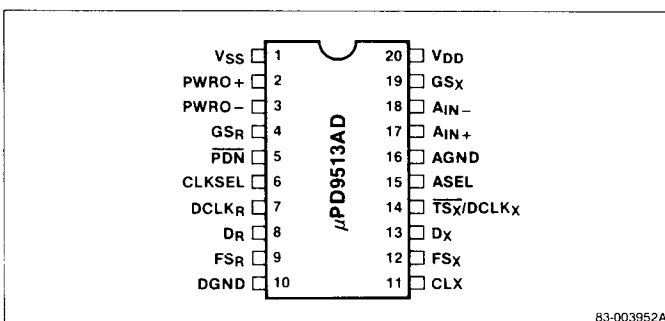 VSS 1 20 VDD
PWRO+ 2 19 GSX
PWRO− 3 18 AIN−
GSR 4 17 AIN+
PDN 5 16 AGND
CLKSEL 6 15 ASEL
DCLKR 7 14 TSX/DCLKX
DR 8 13 DX
FSR 9 12 FSX
DGND 10 11 CLX
μPD9513AD
83-003952A